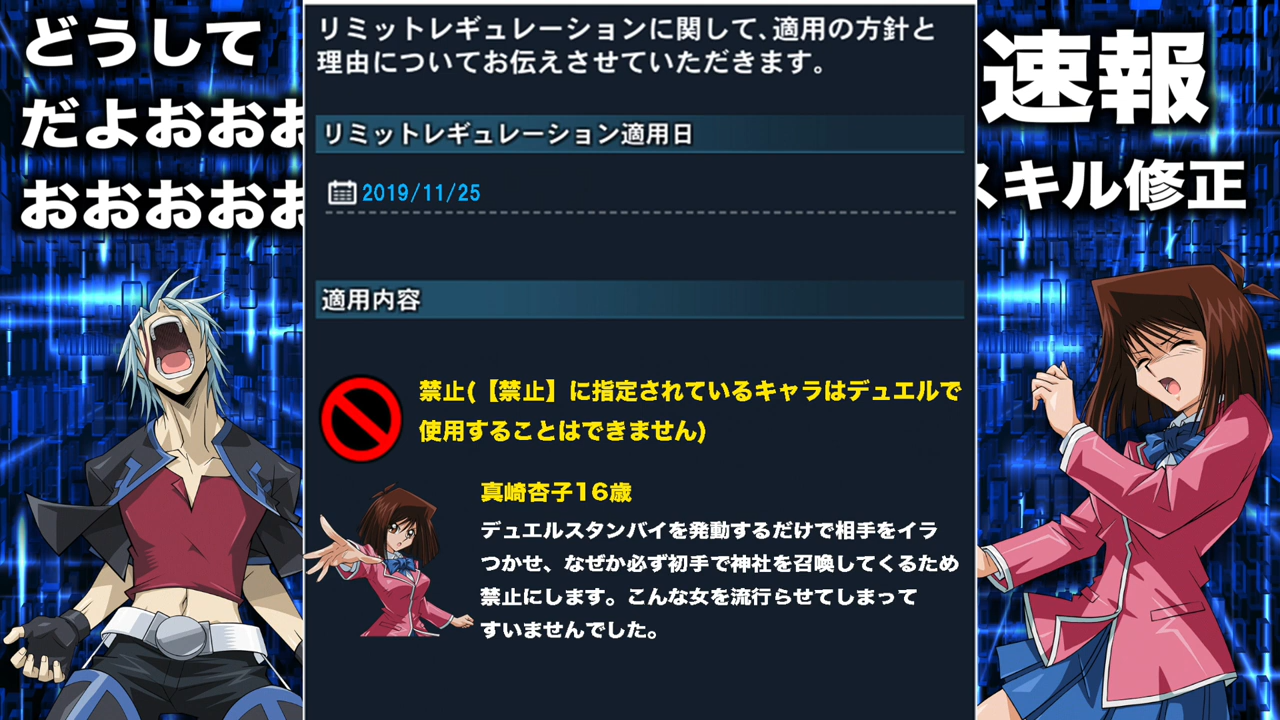 どうして
だよおおお
おおおおお
リミットレギュレーションに関して、適用の方針と
理由についてお伝えさせていただきます。
リミットレギュレーション適用日
2019/11/25
適用内容
禁止(【禁止】に指定されているキャラはデュエルで
使用することはできません)
真崎杏子16歳
デュエルスタンバイを発動するだけで相手をイラ
つかせ、なぜか必ず初手で神社を召喚してくるため
禁止にします。こんな女を流行らせてしまって
すいませんでした。
速報
スキル修正